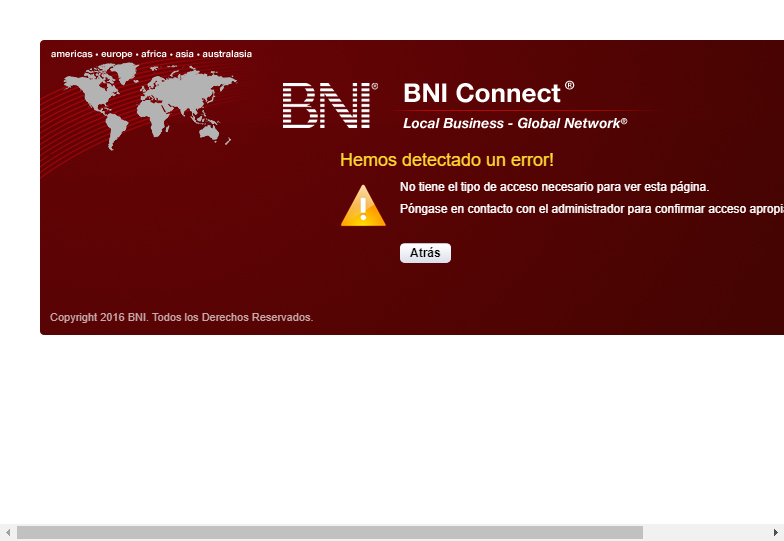 americas • europe • africa • asia • australasia
BNI®
BNI Connect®
Local Business - Global Network®
Hemos detectado un error!
No tiene el tipo de acceso necesario para ver esta página.
Póngase en contacto con el administrador para confirmar acceso
Atrás
Copyright 2016 BNI. Todos los Derechos Reservados.